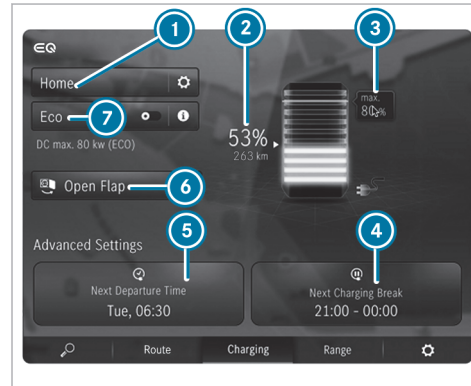 EQ
1
2
3
Home
max.
80%
Eco
7
53%
263 km
DC max. 80 kw (ECO)
Open Flap
6
Advanced Settings
5
4
Next Departure Time
Tue, 06:30
Next Charging Break
21:00 - 00:00
Route
Charging
Range